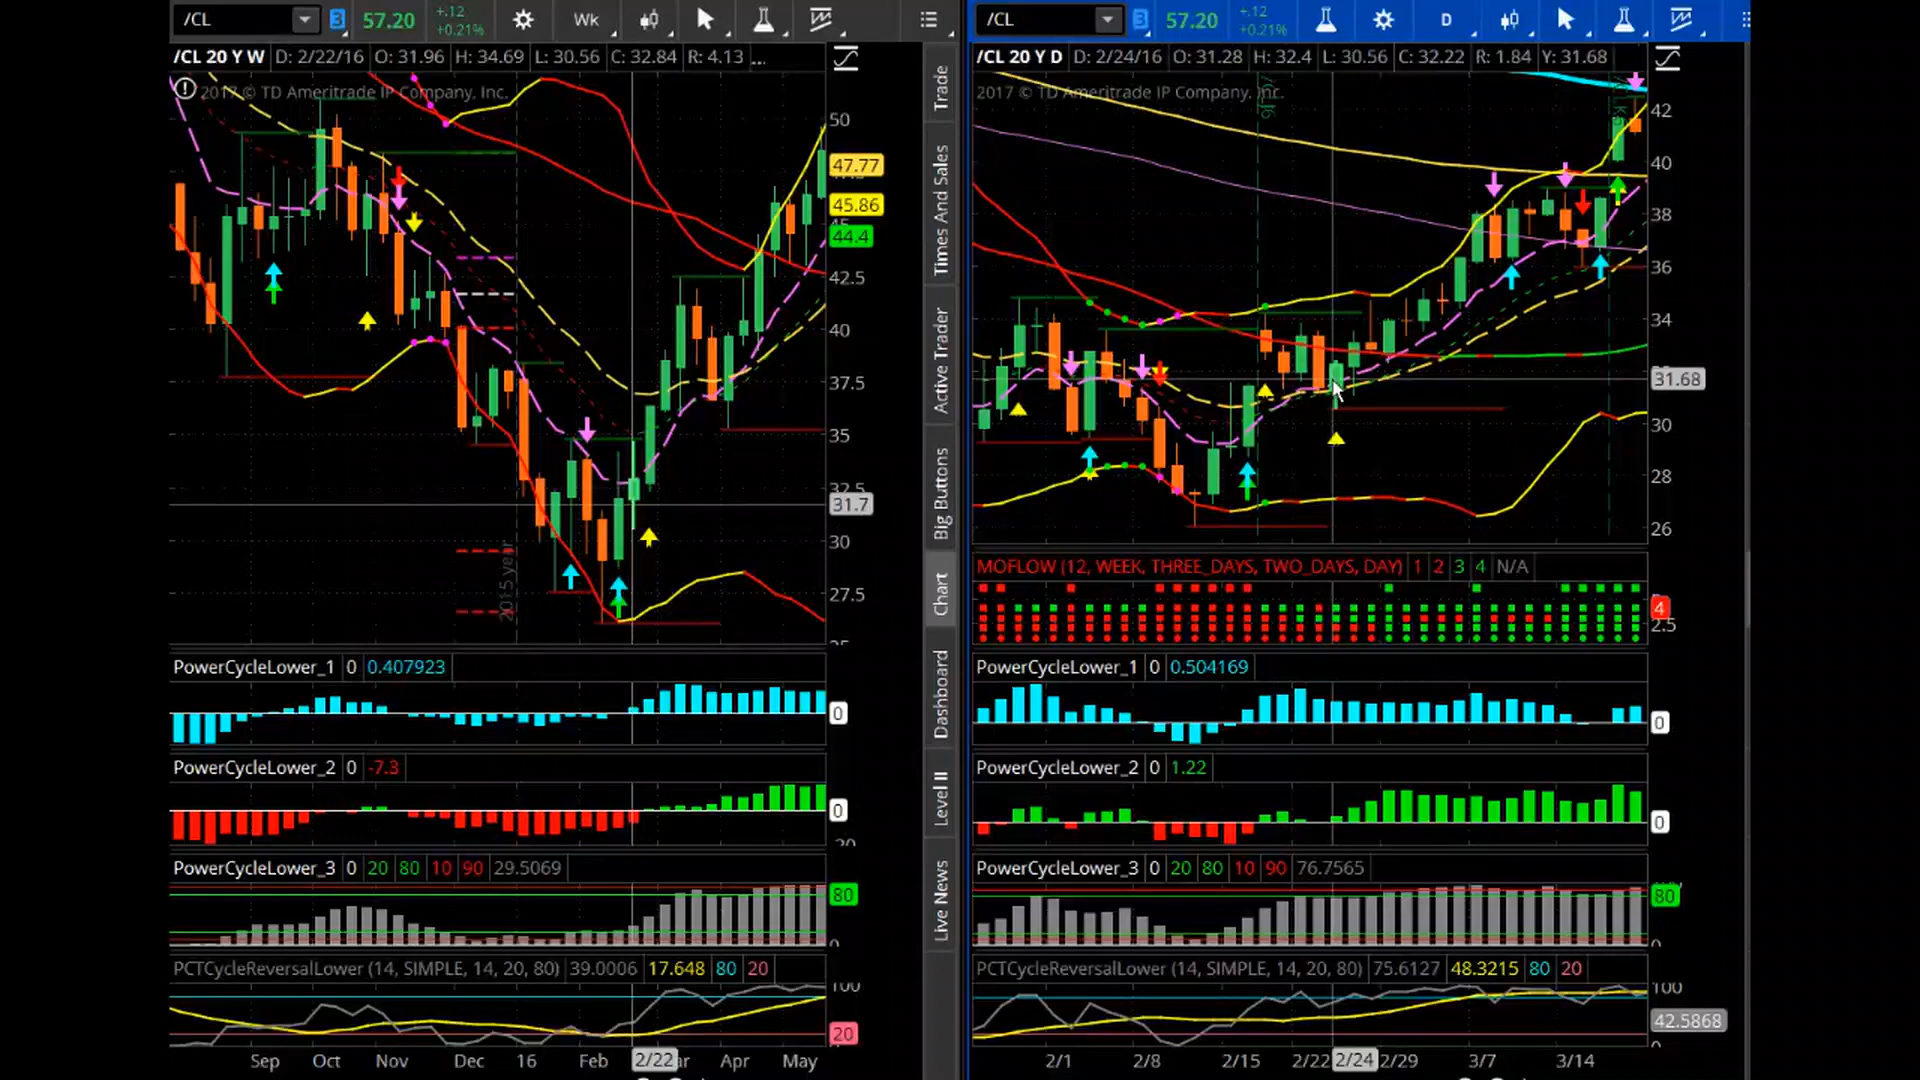 /CL 3 57.20 +.12 +0.21% Wk
/CL 20 Y W D: 2/22/16 O: 31.96 H: 34.69 L: 30.56 C: 32.84 R: 4.13 ...
2017 © TD Ameritrade IP Company, Inc.
50
47.77
45.86
45
44.4
42.5
40
37.5
35
32.5
31.7
30
27.5
2015 year
PowerCycleLower_1 0 0.407923
0
PowerCycleLower_2 0 -7.3
0
PowerCycleLower_3 0 20 80 10 90 29.5069
80
PCTCycleReversalLower (14, SIMPLE, 14, 20, 80) 39.0006 17.648 80 20
100
20
Sep Oct Nov Dec 16 Feb 2/22 Apr May
Trade
Times And Sales
Active Trader
Big Buttons
Chart
Dashboard
Level II
Live News
/CL 3 57.20 +.12 +0.21% D
/CL 20 Y D D: 2/24/16 O: 31.28 H: 32.4 L: 30.56 C: 32.22 R: 1.84 Y: 31.68
2017 © TD Ameritrade IP Company, Inc.
42
40
38
36
34
31.68
30
28
26
MOFLOW (12, WEEK, THREE_DAYS, TWO_DAYS, DAY) 1 2 3 4 N/A
4
2.5
PowerCycleLower_1 0 0.504169
0
PowerCycleLower_2 0 1.22
0
PowerCycleLower_3 0 20 80 10 90 76.7565
80
0
PCTCycleReversalLower (14, SIMPLE, 14, 20, 80) 75.6127 48.3215 80 20
100
42.5868
0
2/1 2/8 2/15 2/22 2/24 2/29 3/7 3/14